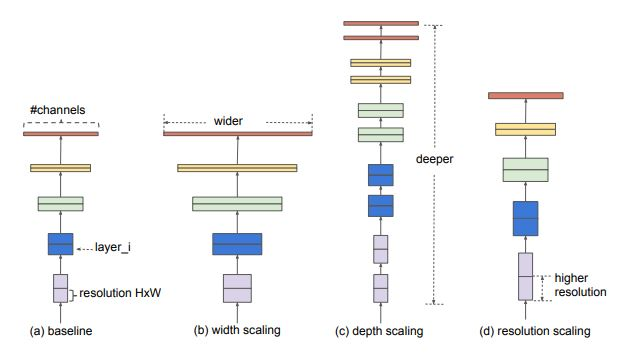 #channels
layer_i
resolution HxW
(a) baseline
wider
(b) width scaling
deeper
(c) depth scaling
higher
resolution
(d) resolution scaling